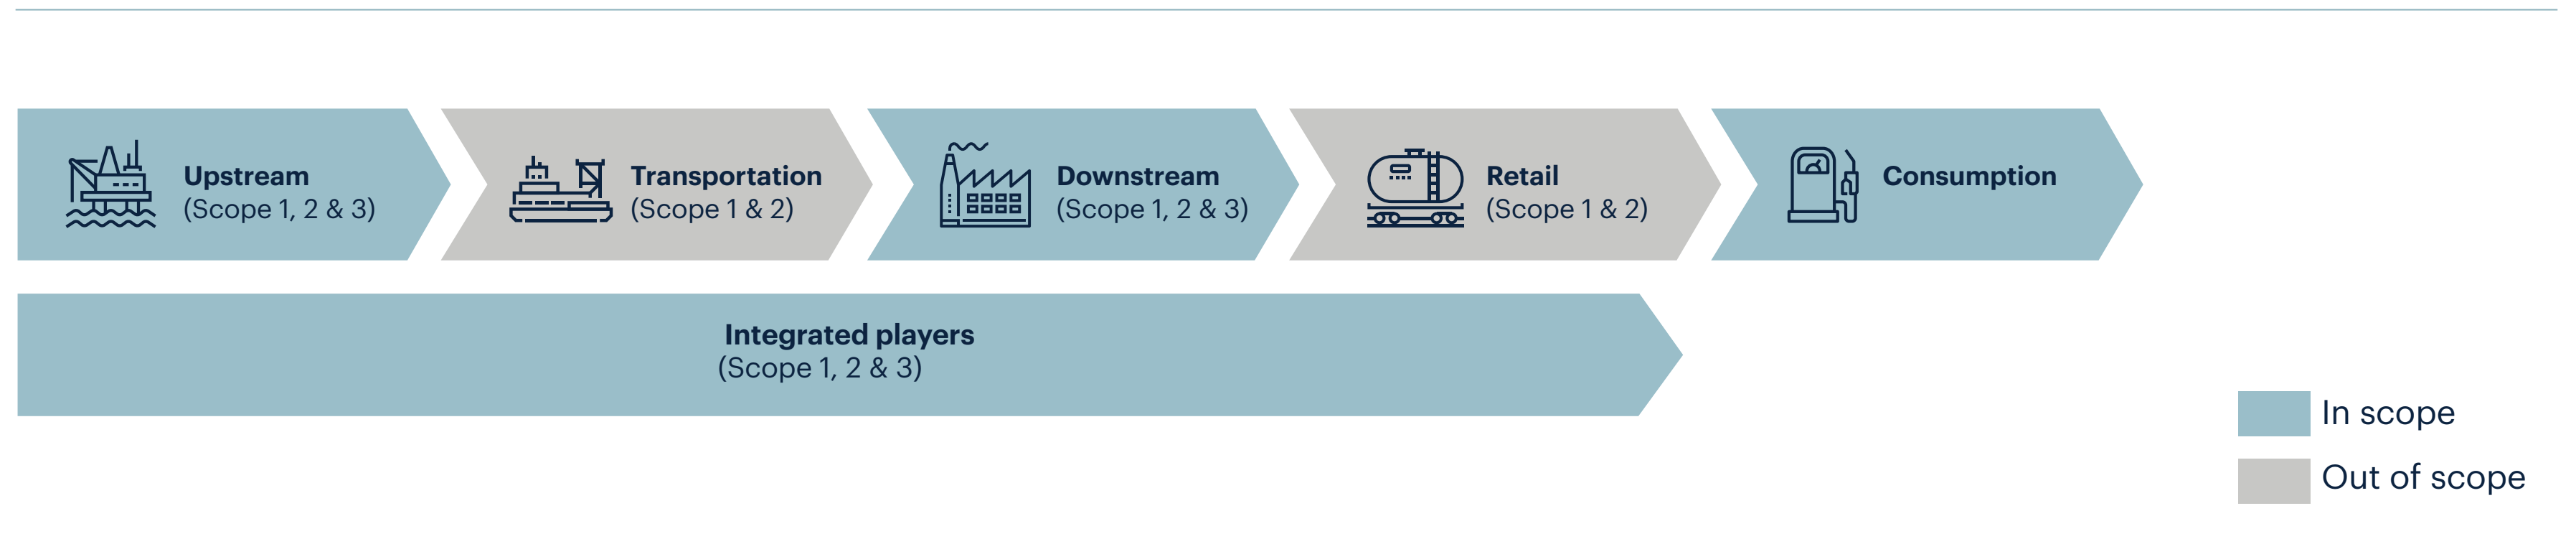 Upstream
(Scope 1, 2 & 3)
Transportation
(Scope 1 & 2)
Downstream
(Scope 1, 2 & 3)
Retail
(Scope 1 & 2)
Consumption
Integrated players
(Scope 1, 2 & 3)
In scope
Out of scope